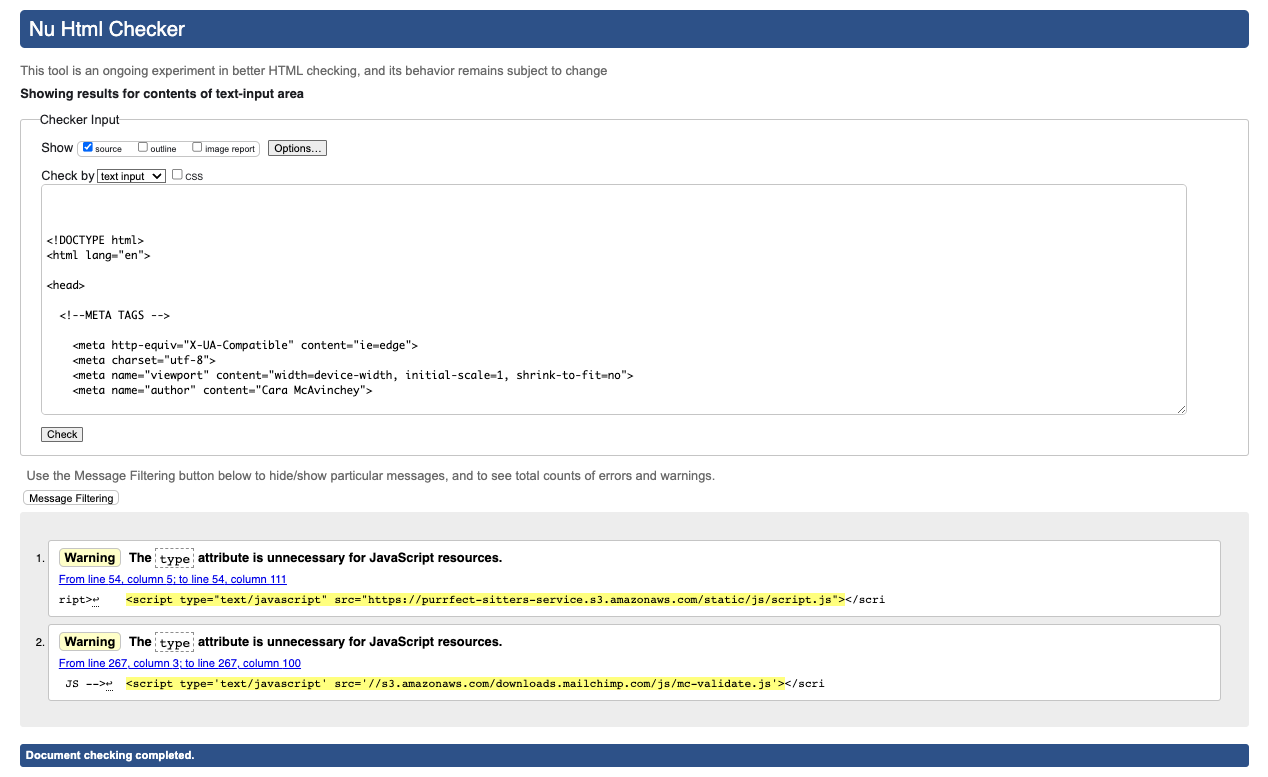 Nu Html Checker
This tool is an ongoing experiment in better HTML checking, and its behavior remains subject to change
Showing results for contents of text-input area
Checker Input
Show source outline image report Options...
Check by text input css
<!DOCTYPE html>
<html lang="en">
<head>
<!--META TAGS -->
<meta http-equiv="X-UA-Compatible" content="ie=edge">
<meta charset="utf-8">
<meta name="viewport" content="width=device-width, initial-scale=1, shrink-to-fit=no">
<meta name="author" content="Cara McAvinchey">
Check
Use the Message Filtering button below to hide/show particular messages, and to see total counts of errors and warnings.
Message Filtering
1. Warning The type attribute is unnecessary for JavaScript resources.
From line 54, column 5; to line 54, column 111
ript>↩ <script type="text/javascript" src="https://purrfect-sitters-service.s3.amazonaws.com/static/js/script.js"></scri
2. Warning The type attribute is unnecessary for JavaScript resources.
From line 267, column 3; to line 267, column 100
JS -->↩ <script type='text/javascript' src='//s3.amazonaws.com/downloads.mailchimp.com/js/mc-validate.js'></scri
Document checking completed.